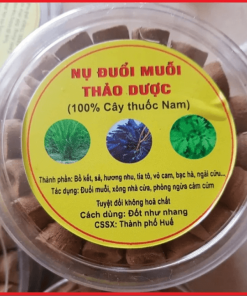 NỤ ĐUỔI MUỖI
THẢO DƯỢC
(100% Cây thuốc Nam)
Thành phần: Bồ kết, sả, hương nhu, tía tô, vỏ cam, bạc hà, ngải cứu...
Tác dụng: Đuổi muỗi, xông nhà cửa, phòng ngừa cảm cúm
Tuyệt đối không hoá chất
Cách dùng: Đốt như nhang
CSSX: Thành phố Huế